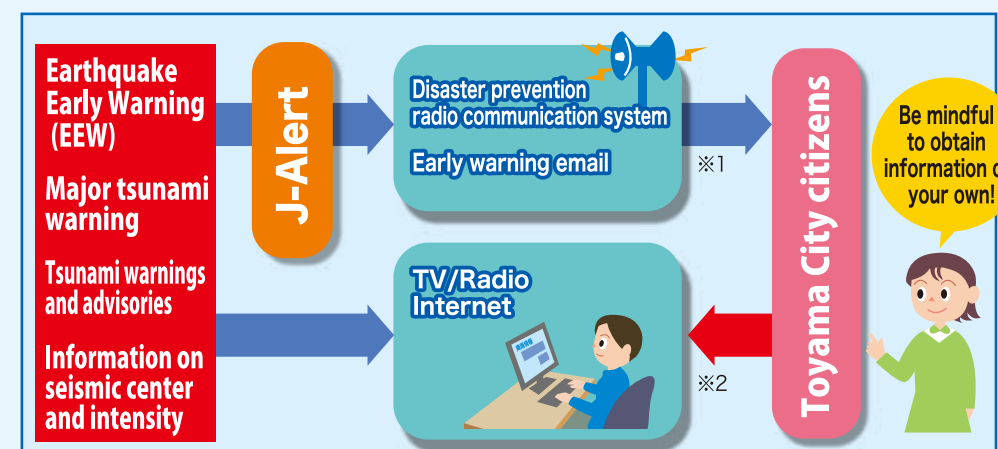 Earthquake
Early Warning
(EEW)
Major tsunami
warning
Tsunami warnings
and advisories
Information on
seismic center
and intensity
J-Alert
Disaster prevention
radio communication system
Early warning email
※1
TV/Radio
Internet
※2
Toyama City citizens
Be mindful
to obtain
information
your own!